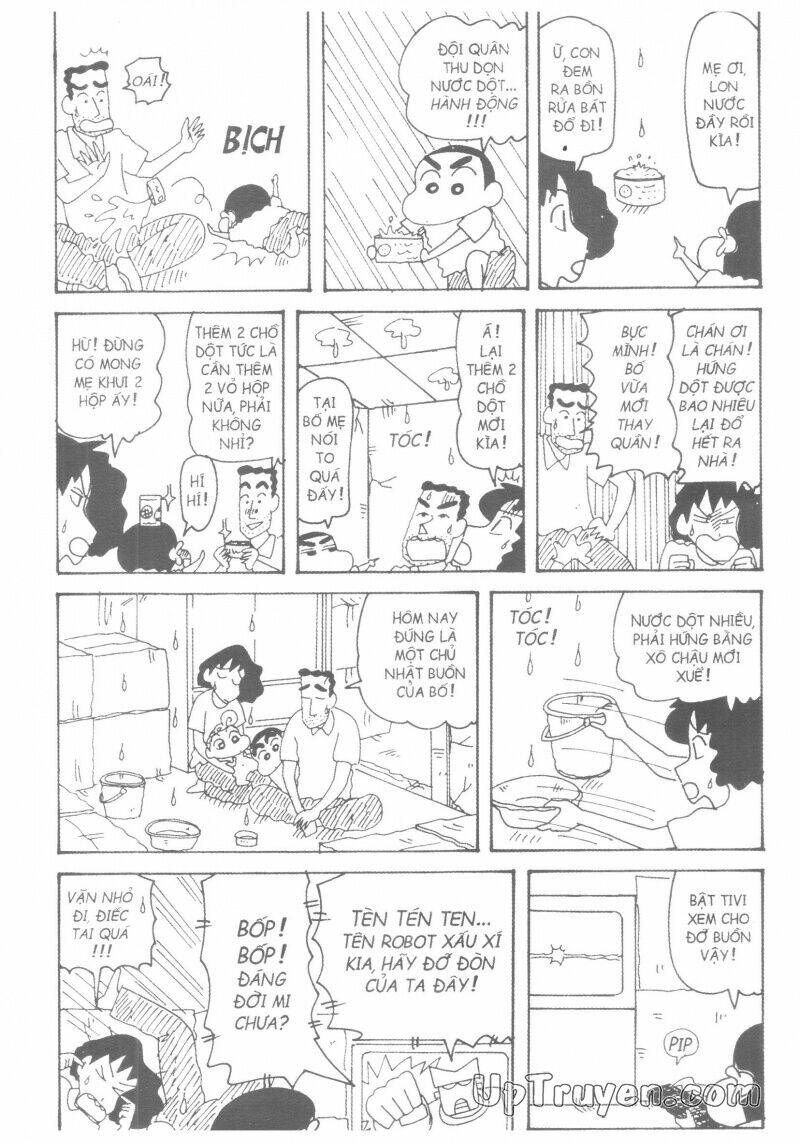 MẸ ƠI,
LON
NƯỚC
ĐẦY RỒI
KÌA!
Ừ, CON
ĐEM
RA BỒN
RỬA BÁT
ĐỔ ĐI!
ĐỘI QUÂN
THU DỌN
NƯỚC DỘT...
HÀNH ĐỘNG
!!!
OÁI!
BỊCH
CHÁN ƠI
LÀ CHÁN!
HỨNG
DỘT ĐƯỢC
BAO NHIÊU
LẠI ĐỔ
HẾT RA
NHÀ!
BỰC
MÌNH!
BỐ
VỪA
MỚI
THAY
QUẦN!
Á!
LẠI
THÊM 2
CHỖ
DỘT
MỚI
KÌA!
TÓC!
TẠI
BỐ MẸ
NÓI
TO QUÁ
ĐẤY!
THÊM 2 CHỖ
DỘT TỨC LÀ
CẦN THÊM
2 VỎ HỘP
NỮA, PHẢI
KHÔNG
NHỈ?
HÍ
HÍ!
HỪ! ĐỪNG
CÓ MONG
MẸ KHUI 2
HỘP ẤY!
NƯỚC DỘT NHIỀU,
PHẢI HỨNG BẰNG
XÔ CHẬU MỚI
XUỂ!
TÓC!
TÓC!
HÔM NAY
ĐÚNG LÀ
MỘT CHỦ
NHẬT BUỒN
CỦA BỐ!
BẬT TIVI
XEM CHO
ĐỠ BUỒN
VẬY!
PIP
TÈN TÉN TEN...
TÊN ROBOT XẤU XÍ
KIA, HÃY ĐỠ ĐÒN
CỦA TA ĐÂY!
BỐP!
BỐP!
ĐÁNG
ĐỜI MI
CHƯA?
VẶN NHỎ
ĐI, ĐIẾC
TAI QUÁ
!!!
UpTruyen.com